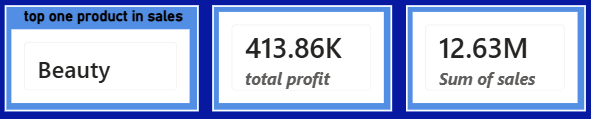 top one product in sales
Beauty
413.86K
total profit
12.63M
Sum of sales